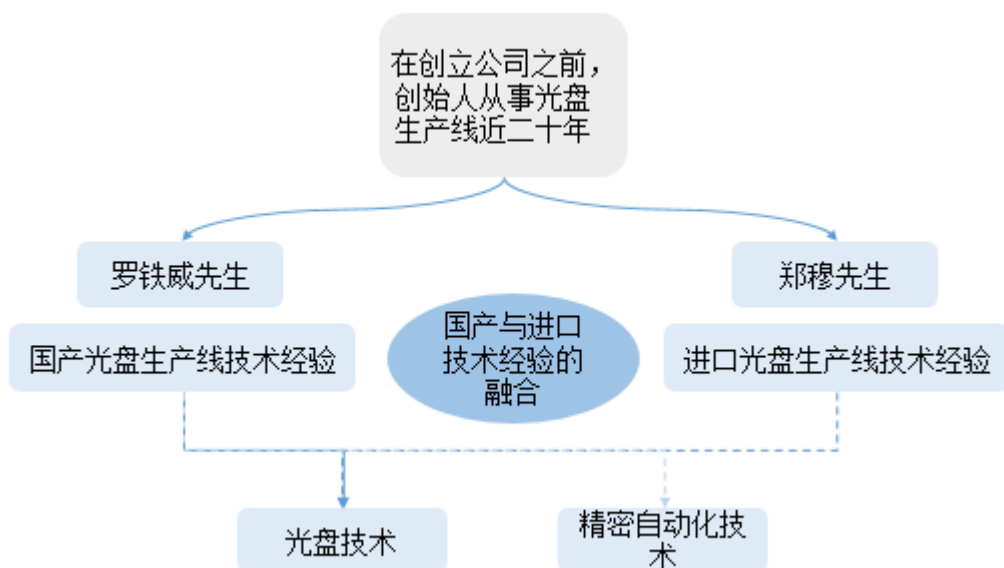 在创立公司之前，
创始人从事光盘
生产线近二十年
罗铁威先生
郑穆先生
国产光盘生产线技术经验
国产与进口
技术经验的
融合
进口光盘生产线技术经验
光盘技术
精密自动化技
术